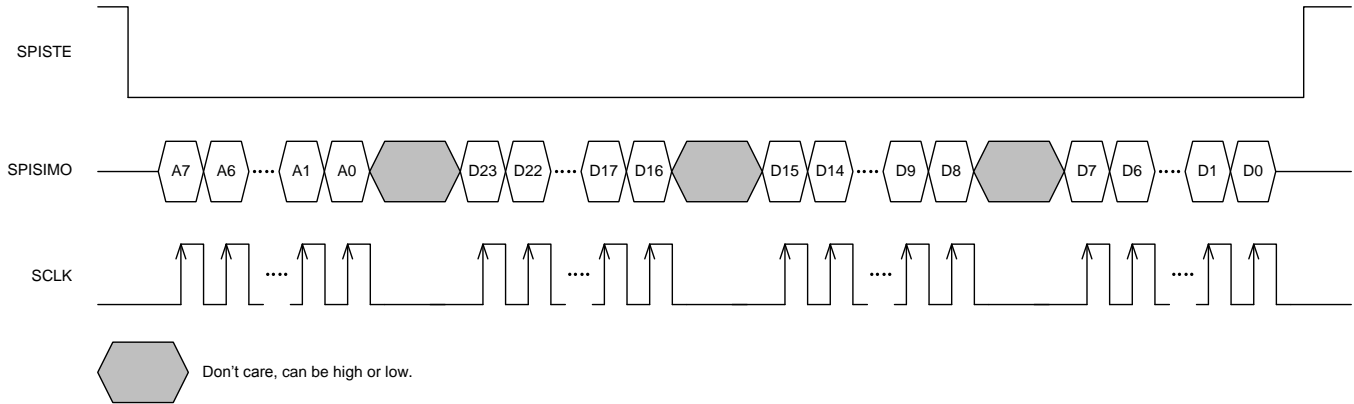 SPISTE
SPISIMO A7 A6 .... A1 A0 D23 D22 .... D17 D16 D15 D14 .... D9 D8 D7 D6 .... D1 D0
SCLK .... .... .... ....
Don't care, can be high or low.